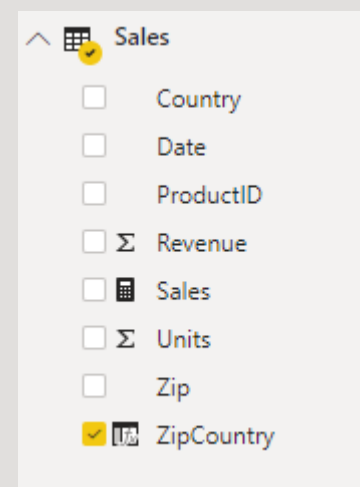 Sales
Country
Date
ProductID
Σ Revenue
Sales
Σ Units
Zip
ZipCountry